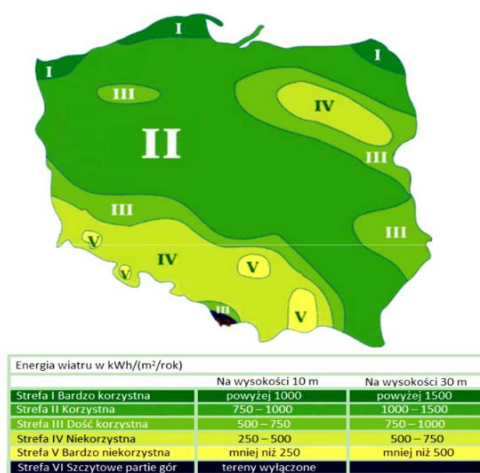 I
I
I
III
IV
II
III
III
III
V
IV
V
V
III
V
Energia wiatru w kWh/(m²/rok)
Na wysokości 10 m Na wysokości 30 m
Strefa I Bardzo korzystna powyżej 1000 powyżej 1500
Strefa II Korzystna 750 – 1000 1000 – 1500
Strefa III Dość korzystna 500 – 750 750 – 1000
Strefa IV Niekorzystna 250 – 500 500 – 750
Strefa V Bardzo niekorzystna mniej niż 250 mniej niż 500
Strefa VI Szczytowe partie gór tereny wyłączone